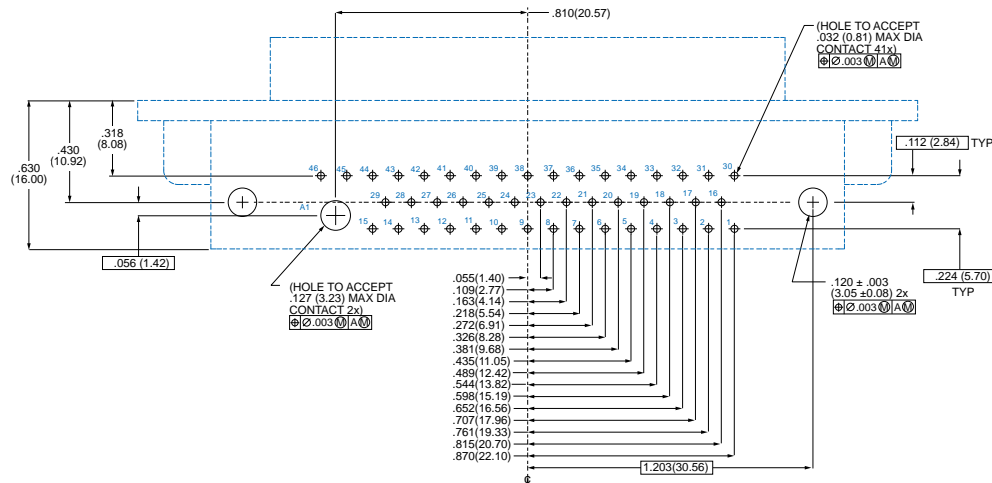 .810(20.57)
(HOLE TO ACCEPT
.032 (0.81) MAX DIA
CONTACT 41x)
⌖ Ø.003 Ⓜ A Ⓜ
.318
(8.08)
.430
(10.92)
.630
(16.00)
.112 (2.84) TYP
46 45 44 43 42 41 40 39 38 37 36 35 34 33 32 31 30
29 28 27 26 25 24 23 22 21 20 19 18 17 16
A1
15 14 13 12 11 10 9 8 7 6 5 4 3 2 1
.056 (1.42)
.224 (5.70)
TYP
(HOLE TO ACCEPT
.127 (3.23) MAX DIA
CONTACT 2x)
⌖ Ø.003 Ⓜ A Ⓜ
.120 ± .003
(3.05 ±0.08) 2x
⌖ Ø.003 Ⓜ A Ⓜ
.055(1.40)
.109(2.77)
.163(4.14)
.218(5.54)
.272(6.91)
.326(8.28)
.381(9.68)
.435(11.05)
.489(12.42)
.544(13.82)
.598(15.19)
.652(16.56)
.707(17.96)
.761(19.33)
.815(20.70)
.870(22.10)
1.203(30.56)
℄